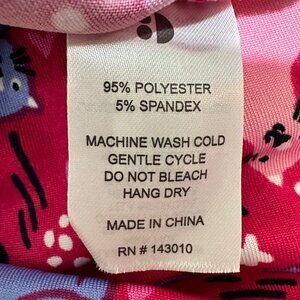 95% POLYESTER
5% SPANDEX
MACHINE WASH COLD
GENTLE CYCLE
DO NOT BLEACH
HANG DRY
MADE IN CHINA
RN # 143010